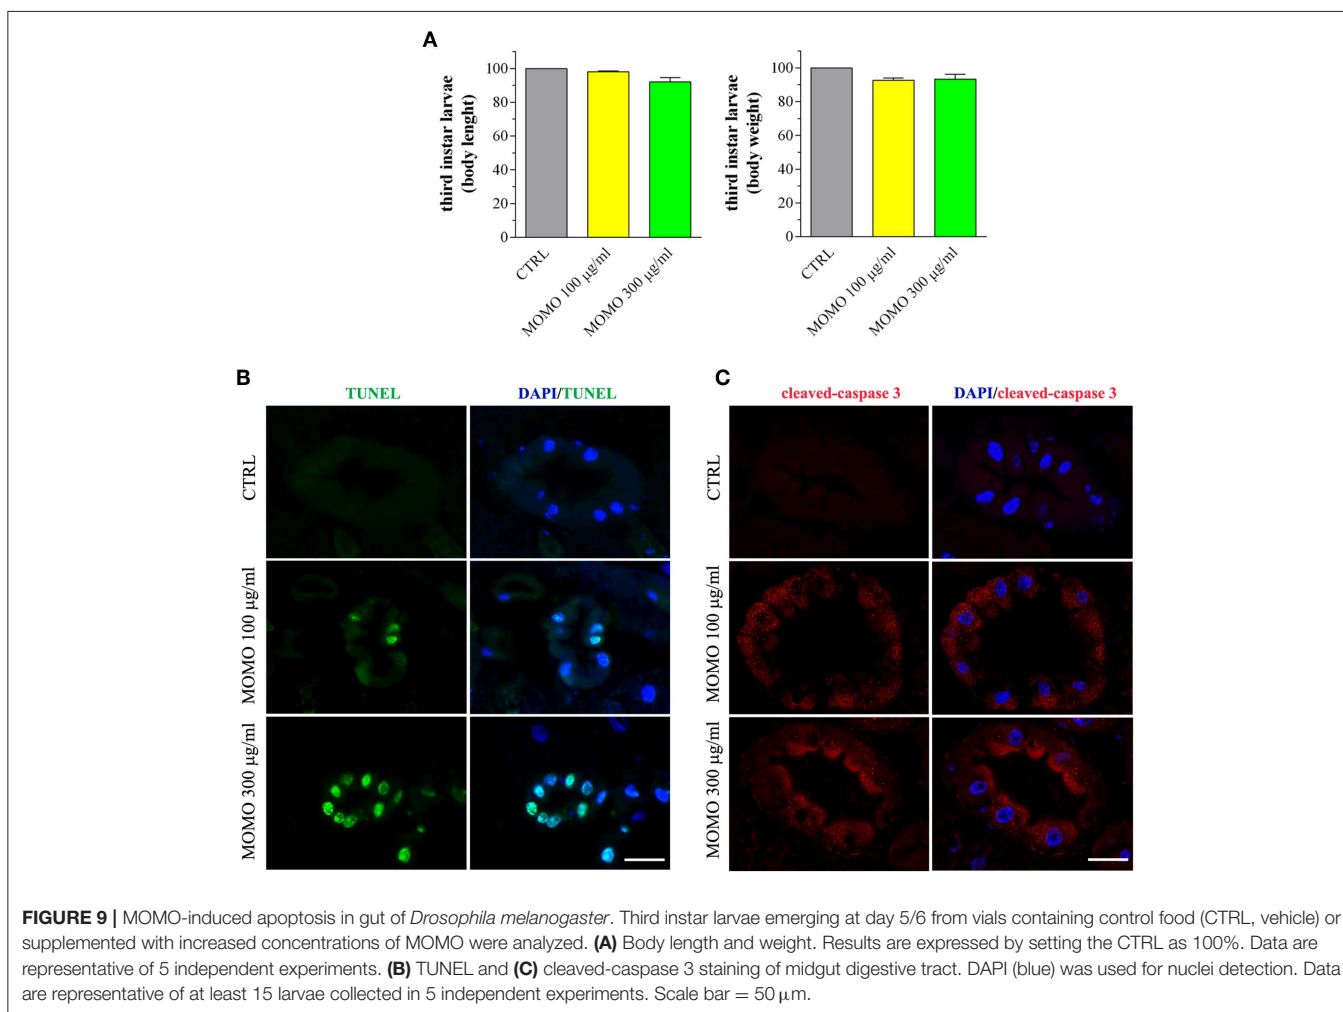 A
third instar larvae
(body lenght)
100
80
60
40
20
0
CTRL
MOMO 100 µg/ml
MOMO 300 µg/ml
third instar larvae
(body weight)
100
80
60
40
20
0
CTRL
MOMO 100 µg/ml
MOMO 300 µg/ml
B
TUNEL
DAPI/TUNEL
CTRL
MOMO 100 µg/ml
MOMO 300 µg/ml
C
cleaved-caspase 3
DAPI/cleaved-caspase 3
CTRL
MOMO 100 µg/ml
MOMO 300 µg/ml
FIGURE 9 | MOMO-induced apoptosis in gut of Drosophila melanogaster. Third instar larvae emerging at day 5/6 from vials containing control food (CTRL, vehicle) or
supplemented with increased concentrations of MOMO were analyzed. (A) Body length and weight. Results are expressed by setting the CTRL as 100%. Data are
representative of 5 independent experiments. (B) TUNEL and (C) cleaved-caspase 3 staining of midgut digestive tract. DAPI (blue) was used for nuclei detection. Data
are representative of at least 15 larvae collected in 5 independent experiments. Scale bar = 50 µm.